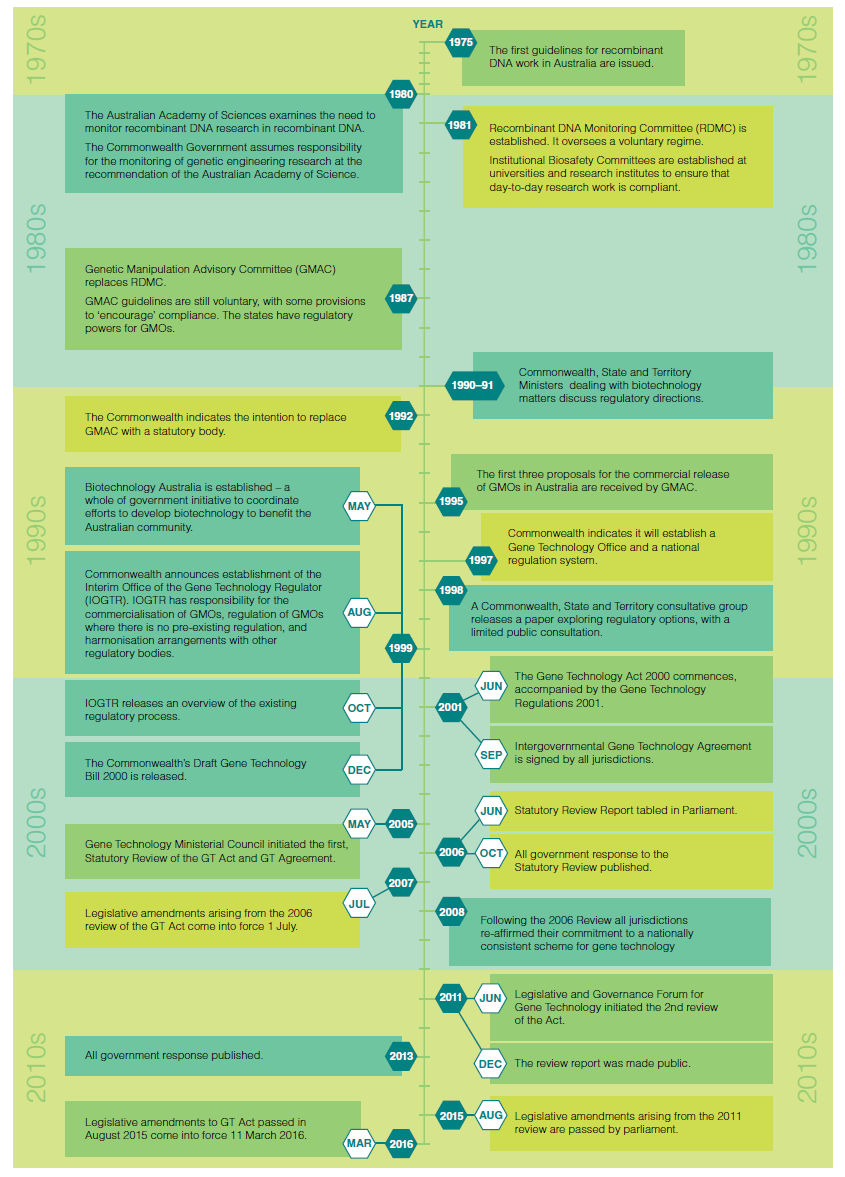 YEAR
1970s
1970s
1975
The first guidelines for recombinant
DNA work in Australia are issued.
1980
The Australian Academy of Sciences examines the need to
monitor recombinant DNA research in recombinant DNA.
The Commonwealth Government assumes responsibility
for the monitoring of genetic engineering research at the
recommendation of the Australian Academy of Science.
1981
Recombinant DNA Monitoring Committee (RDMC) is
established. It oversees a voluntary regime.
Institutional Biosafety Committees are established at
universities and research institutes to ensure that
day-to-day research work is compliant.
1980s
1980s
Genetic Manipulation Advisory Committee (GMAC)
replaces RDMC.
GMAC guidelines are still voluntary, with some provisions
to ‘encourage’ compliance. The states have regulatory
powers for GMOs.
1987
1990–91
Commonwealth, State and Territory
Ministers dealing with biotechnology
matters discuss regulatory directions.
1992
The Commonwealth indicates the intention to replace
GMAC with a statutory body.
1990s
1990s
Biotechnology Australia is established – a
whole of government initiative to coordinate
efforts to develop biotechnology to benefit the
Australian community.
MAY
The first three proposals for the commercial release
of GMOs in Australia are received by GMAC.
1995
Commonwealth indicates it will establish a
Gene Technology Office and a national
regulation system.
1997
Commonwealth announces establishment of the
Interim Office of the Gene Technology Regulator
(IOGTR). IOGTR has responsibility for the
commercialisation of GMOs, regulation of GMOs
where there is no pre-existing regulation, and
harmonisation arrangements with other
regulatory bodies.
AUG
1998
A Commonwealth, State and Territory consultative group
releases a paper exploring regulatory options, with a
limited public consultation.
1999
IOGTR releases an overview of the existing
regulatory process.
OCT
The Commonwealth’s Draft Gene Technology
Bill 2000 is released.
DEC
2001
JUN
The Gene Technology Act 2000 commences,
accompanied by the Gene Technology
Regulations 2001.
SEP
Intergovernmental Gene Technology Agreement
is signed by all jurisdictions.
2000s
2000s
MAY
2005
Gene Technology Ministerial Council initiated the first,
Statutory Review of the GT Act and GT Agreement.
2006
JUN
Statutory Review Report tabled in Parliament.
OCT
All government response to the
Statutory Review published.
2007
JUL
Legislative amendments arising from the 2006
review of the GT Act come into force 1 July.
2008
Following the 2006 Review all jurisdictions
re-affirmed their commitment to a nationally
consistent scheme for gene technology
2011
JUN
Legislative and Governance Forum for
Gene Technology initiated the 2nd review
of the Act.
DEC
The review report was made public.
2010s
2010s
All government response published.
2013
2015
AUG
Legislative amendments arising from the 2011
review are passed by parliament.
Legislative amendments to GT Act passed in
August 2015 come into force 11 March 2016.
MAR
2016